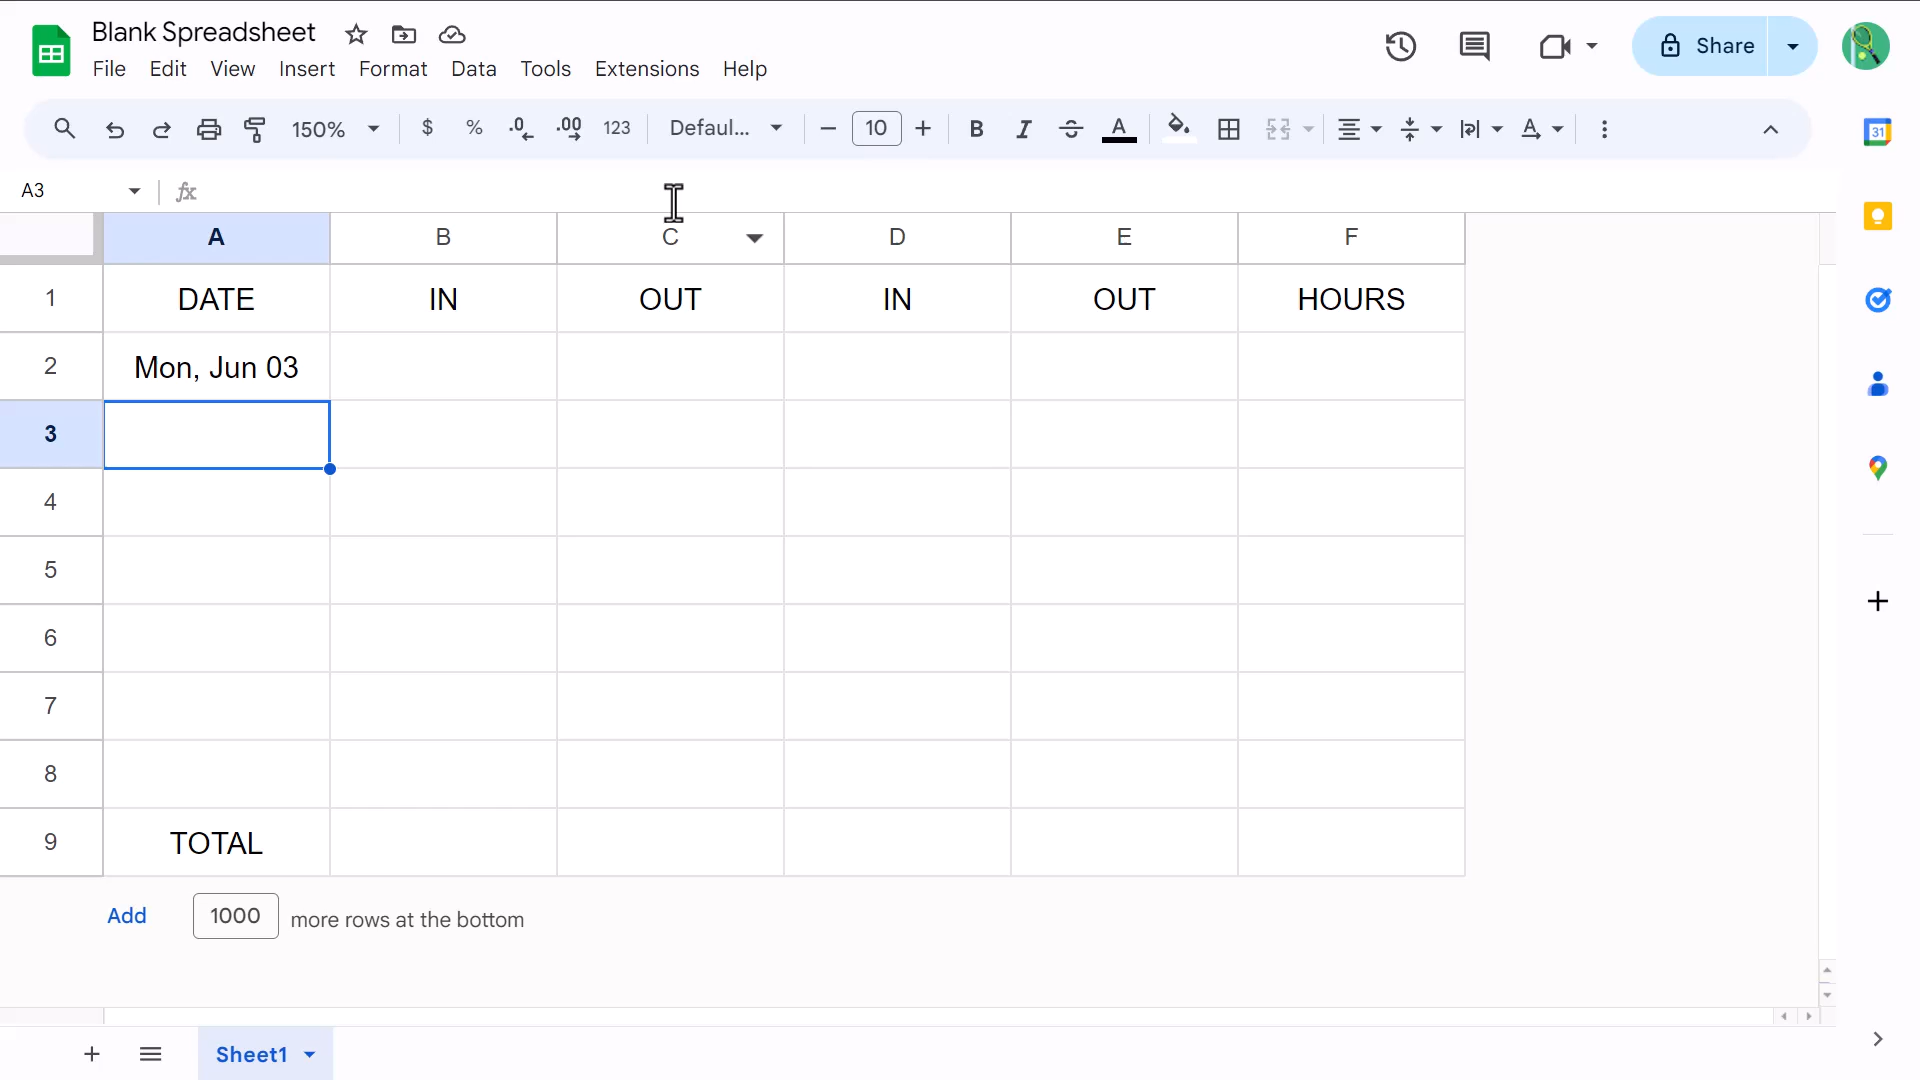 Blank Spreadsheet
File Edit View Insert Format Data Tools Extensions Help
Share
150% $ % .0 .00 123 Defaul... 10 B I S A A
31
A3 fx
A B C D E F
1 DATE IN OUT IN OUT HOURS
2 Mon, Jun 03
3
4
5
6
7
8
9 TOTAL
Add 1000 more rows at the bottom
Sheet1